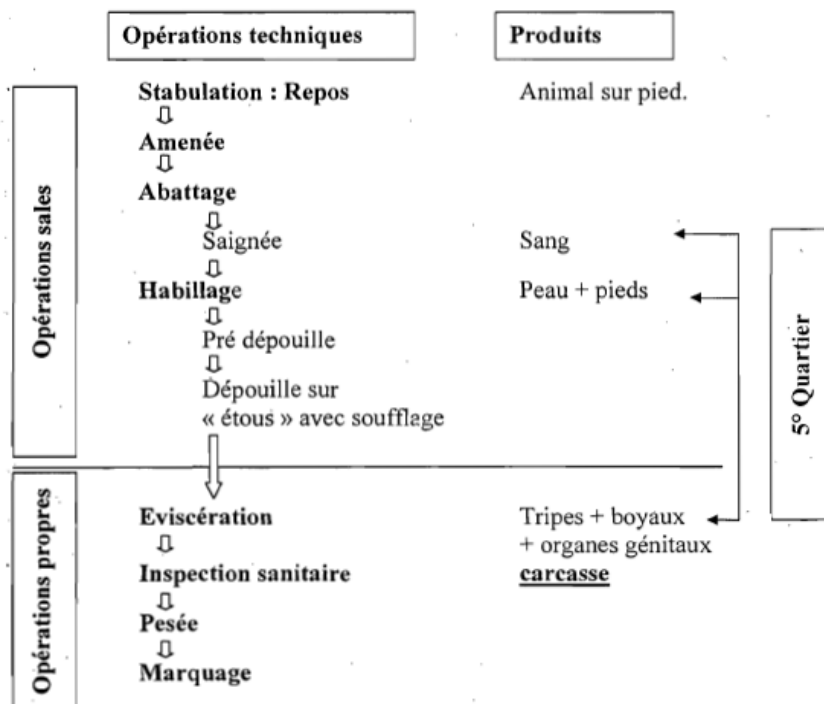 Opérations techniques
Produits
Opérations sales
Stabulation : Repos
Animal sur pied.
Amenée
Abattage
Saignée
Sang
Habillage
Peau + pieds
Pré dépouille
Dépouille sur
« étous » avec soufflage
5° Quartier
Opérations propres
Eviscération
Tripes + boyaux
+ organes génitaux
Inspection sanitaire
carcasse
Pesée
Marquage